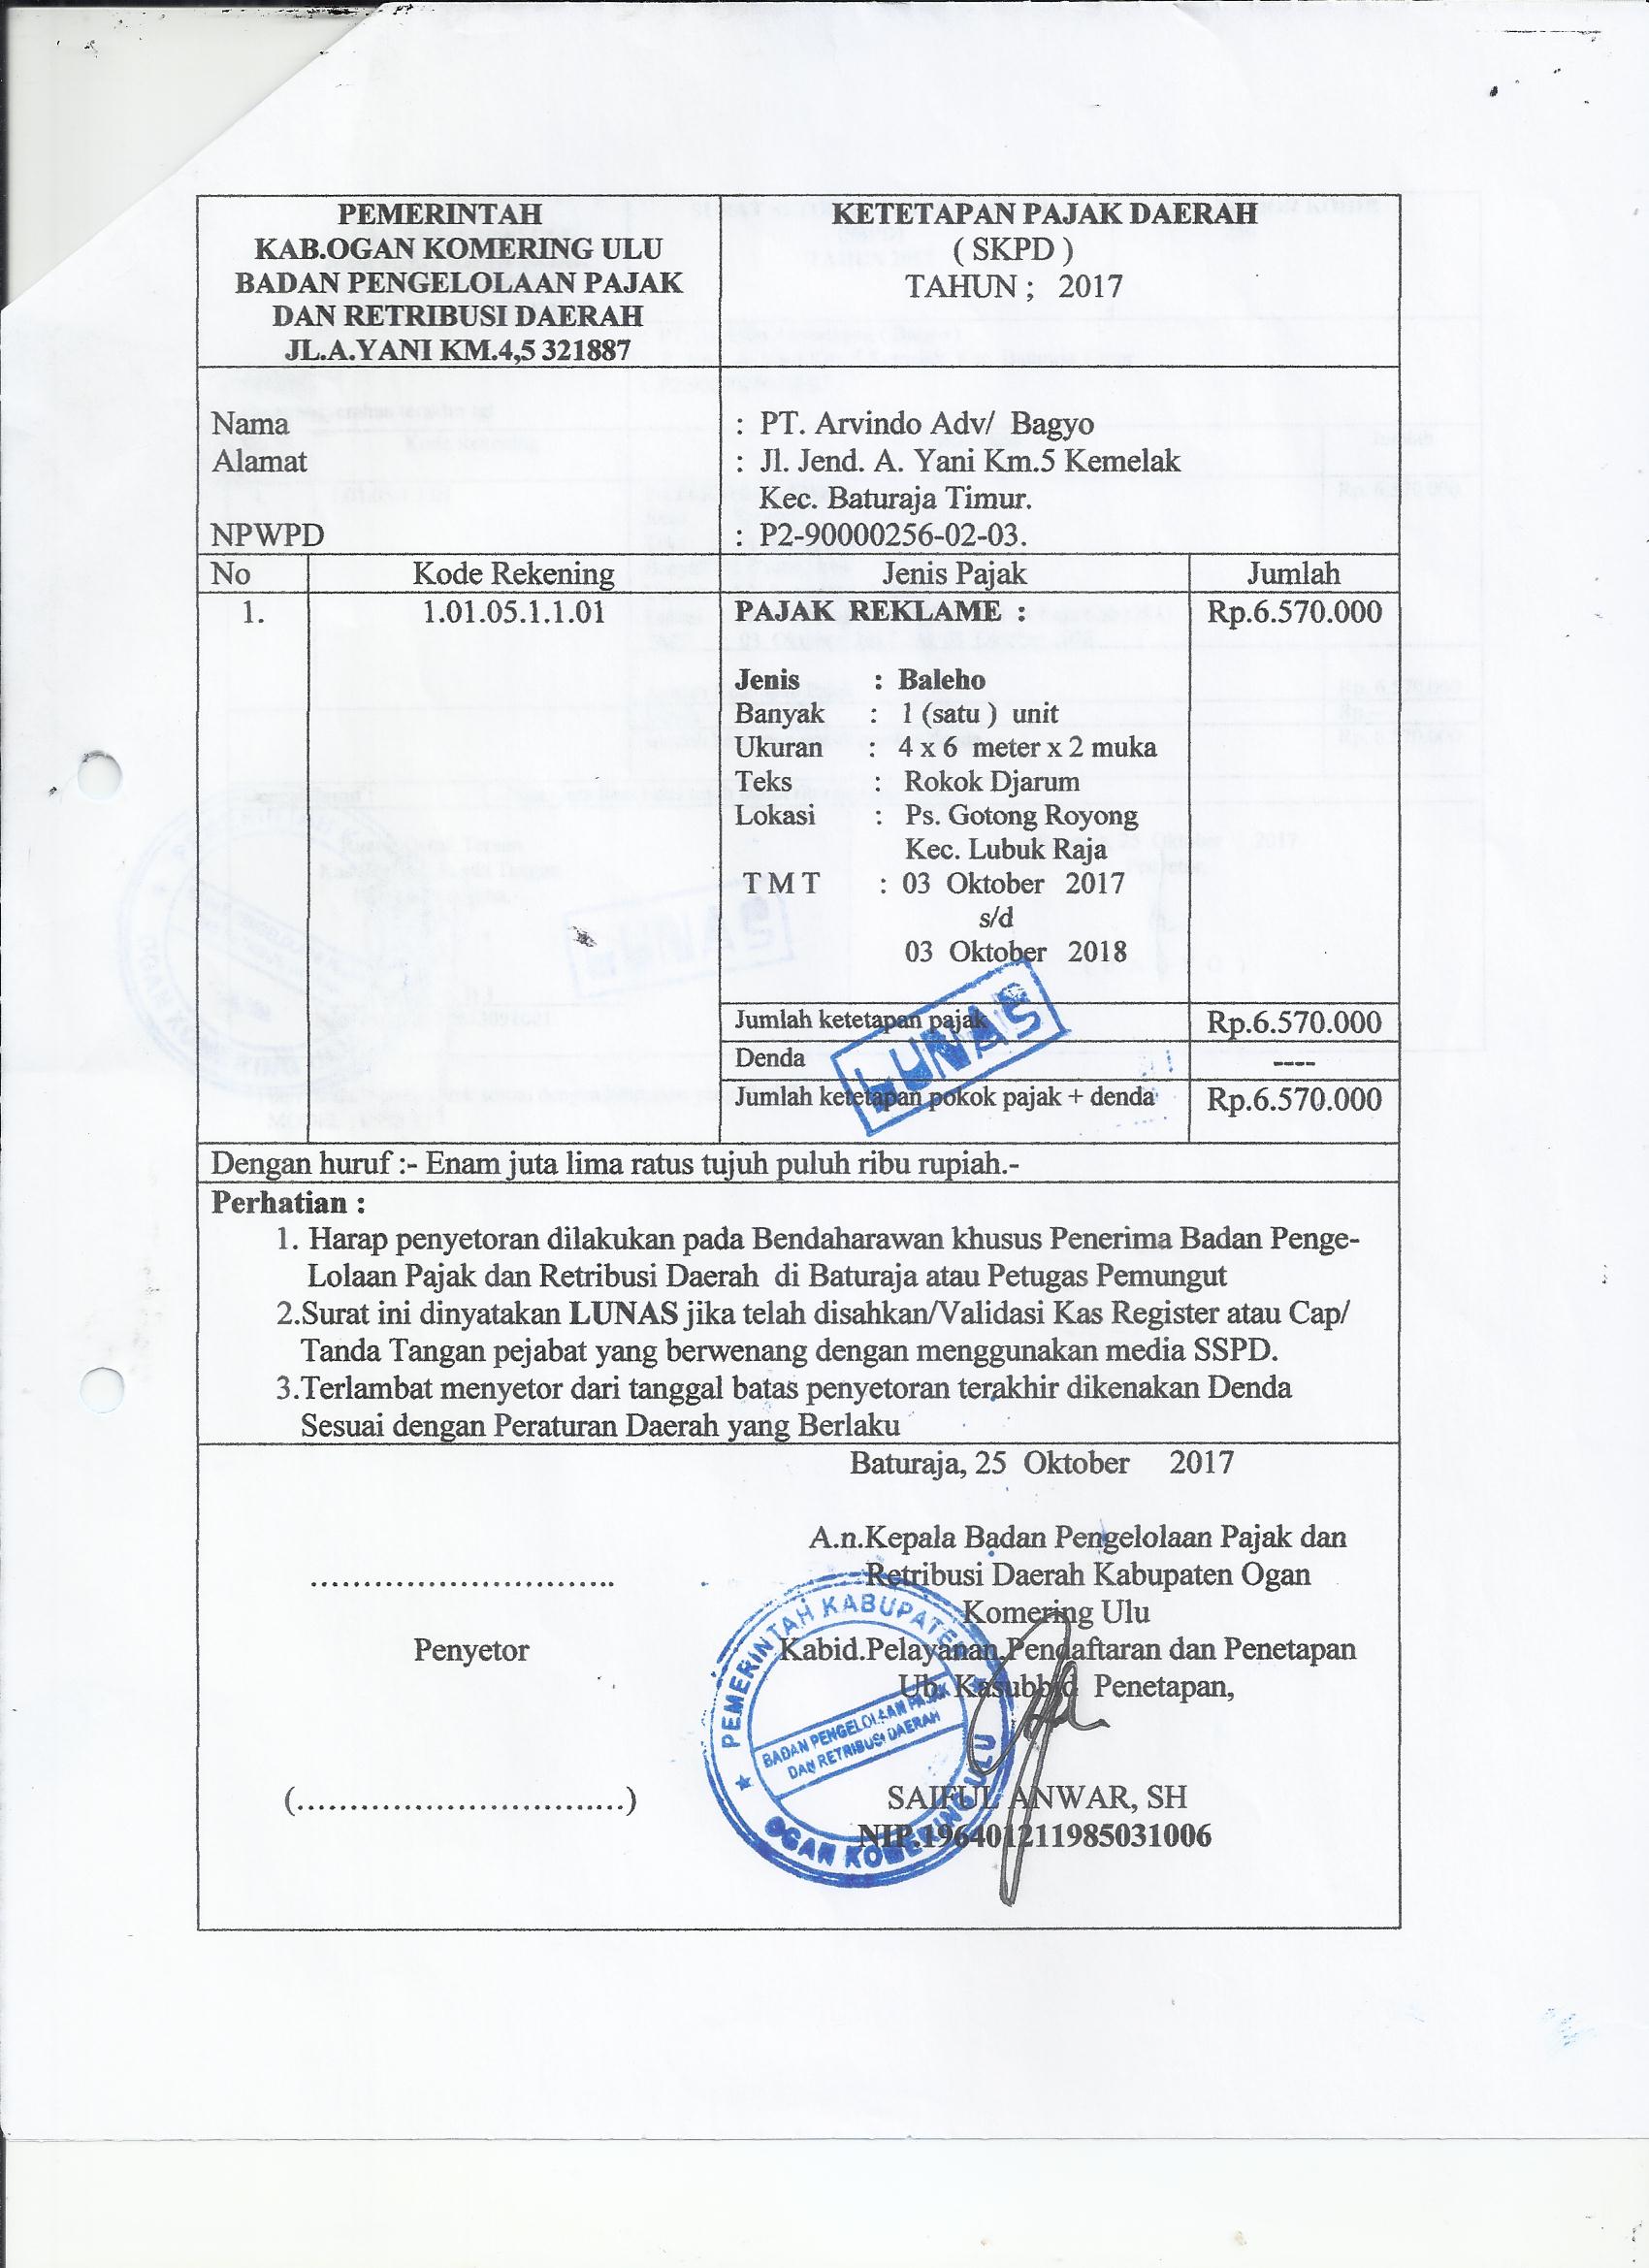 PEMERINTAH
KAB.OGAN KOMERING ULU
BADAN PENGELOLAAN PAJAK
DAN RETRIBUSI DAERAH
JL.A.YANI KM.4,5 321887
KETETAPAN PAJAK DAERAH
( SKPD )
TAHUN ; 2017
Nama : PT. Arvindo Adv/ Bagyo
Alamat : Jl. Jend. A. Yani Km.5 Kemelak
Kec. Baturaja Timur.
NPWPD : P2-90000256-02-03.
No Kode Rekening Jenis Pajak Jumlah
1. 1.01.05.1.1.01 PAJAK REKLAME : Rp.6.570.000
Jenis : Baleho
Banyak : 1 (satu ) unit
Ukuran : 4 x 6 meter x 2 muka
Teks : Rokok Djarum
Lokasi : Ps. Gotong Royong
Kec. Lubuk Raja
T M T : 03 Oktober 2017
s/d
03 Oktober 2018
Jumlah ketetapan pajak Rp.6.570.000
Denda ----
Jumlah ketetapan pokok pajak + denda Rp.6.570.000
LUNAS
Dengan huruf :- Enam juta lima ratus tujuh puluh ribu rupiah.-
Perhatian :
1. Harap penyetoran dilakukan pada Bendaharawan khusus Penerima Badan Penge-
Lolaan Pajak dan Retribusi Daerah di Baturaja atau Petugas Pemungut
2.Surat ini dinyatakan LUNAS jika telah disahkan/Validasi Kas Register atau Cap/
Tanda Tangan pejabat yang berwenang dengan menggunakan media SSPD.
3.Terlambat menyetor dari tanggal batas penyetoran terakhir dikenakan Denda
Sesuai dengan Peraturan Daerah yang Berlaku
Baturaja, 25 Oktober 2017
A.n.Kepala Badan Pengelolaan Pajak dan
............................. Retribusi Daerah Kabupaten Ogan
Komering Ulu
Penyetor Kabid.Pelayanan,Pendaftaran dan Penetapan
Ub. Kasubbid Penetapan,
PEMERINTAH KABUPATEN
BADAN PENGELOLAAN PAJAK
DAN RETRIBUSI DAERAH
OGAN KOMERING ULU
(...............................) SAIFUL ANWAR, SH
NIP.196401211985031006